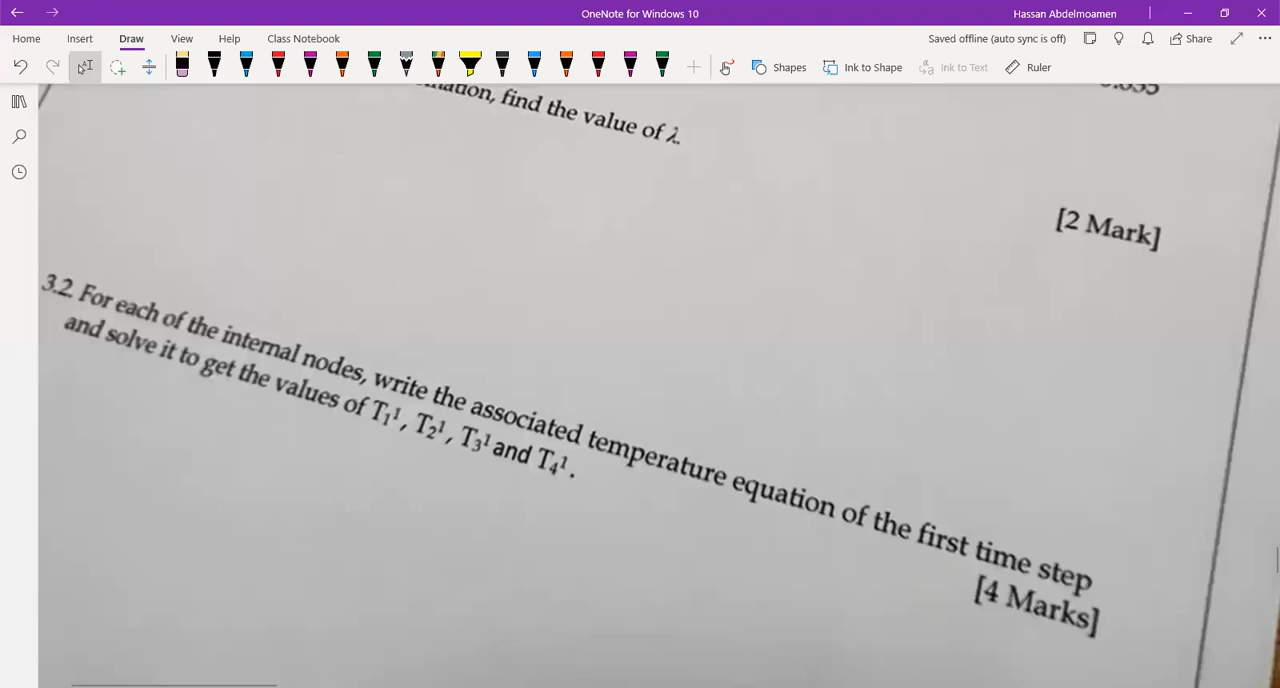 OneNote for Windows 10
Hassan Abdelmoamen
Home Insert Draw View Help Class Notebook
Saved offline (auto sync is off) Share
Shapes Ink to Shape Ink to Text Ruler
find the value of λ.
[2 Mark]
3.2. For each of the internal nodes, write the associated temperature equation of the first time step
and solve it to get the values of T₁¹, T₂¹, T₃¹ and T₄¹.
[4 Marks]